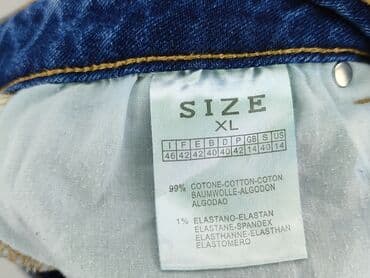 SIZE
XL
I F E B D P GB S US
46 42 42 40 40 42 14 40 14
99% COTONE-COTTON-COTON-
BAUMWOLLE-ALGODON
ALGODAO
1% ELASTANO-ELASTAN
ELASTANE-SPANDEX
ELASTHANNE-ELASTHAN
ELASTOMERO